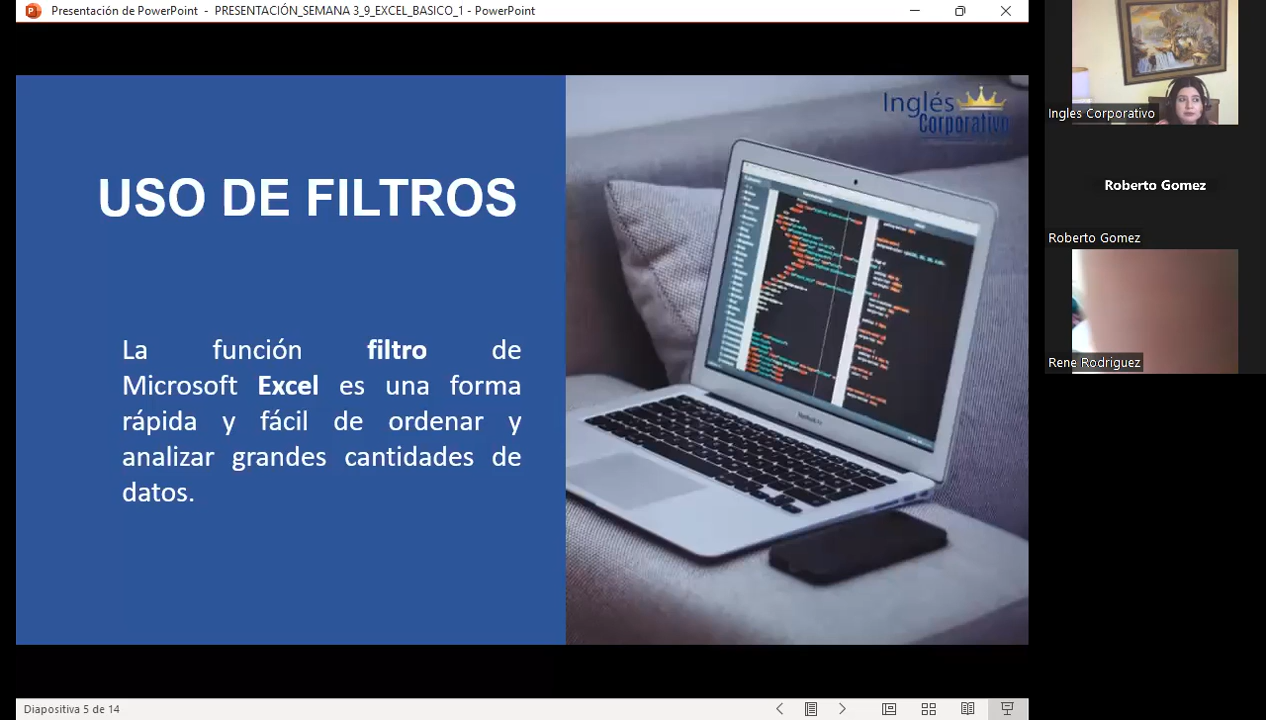 Presentación de PowerPoint - PRESENTACIÓN_SEMANA 3_9_EXCEL_BASICO_1 - PowerPoint
Inglés
Corporativo
USO DE FILTROS
La función filtro de
Microsoft Excel es una forma
rápida y fácil de ordenar y
analizar grandes cantidades de
datos.
Diapositiva 5 de 14
Ingles Corporativo
Roberto Gomez
Roberto Gomez
Rene Rodriguez